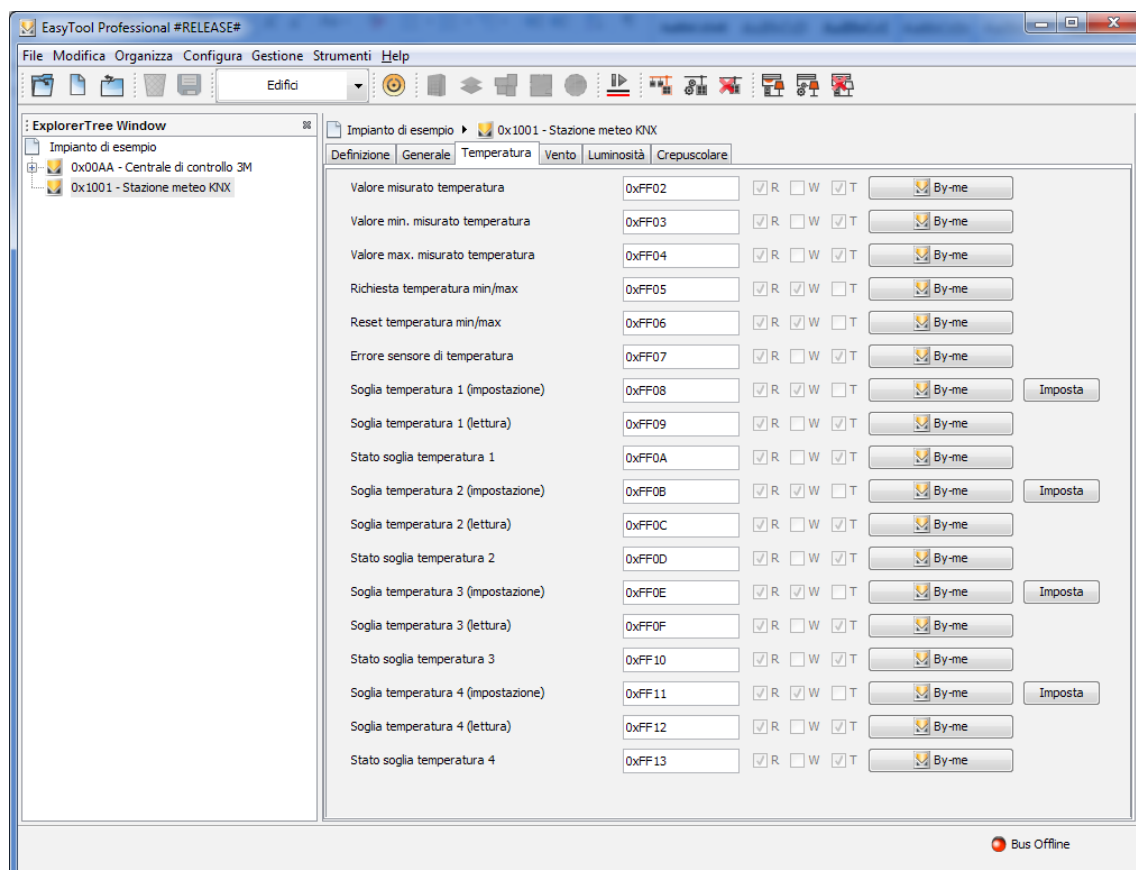 EasyTool Professional #RELEASE#
File Modifica Organizza Configura Gestione Strumenti Help
Edifici
ExplorerTree Window
Impianto di esempio
0x00AA - Centrale di controllo 3M
0x1001 - Stazione meteo KNX
Impianto di esempio 0x1001 - Stazione meteo KNX
Definizione Generale Temperatura Vento Luminosità Crepuscolare
Valore misurato temperatura 0xFF02 R W T By-me
Valore min. misurato temperatura 0xFF03 R W T By-me
Valore max. misurato temperatura 0xFF04 R W T By-me
Richiesta temperatura min/max 0xFF05 R W T By-me
Reset temperatura min/max 0xFF06 R W T By-me
Errore sensore di temperatura 0xFF07 R W T By-me
Soglia temperatura 1 (impostazione) 0xFF08 R W T By-me Imposta
Soglia temperatura 1 (lettura) 0xFF09 R W T By-me
Stato soglia temperatura 1 0xFF0A R W T By-me
Soglia temperatura 2 (impostazione) 0xFF0B R W T By-me Imposta
Soglia temperatura 2 (lettura) 0xFF0C R W T By-me
Stato soglia temperatura 2 0xFF0D R W T By-me
Soglia temperatura 3 (impostazione) 0xFF0E R W T By-me Imposta
Soglia temperatura 3 (lettura) 0xFF0F R W T By-me
Stato soglia temperatura 3 0xFF10 R W T By-me
Soglia temperatura 4 (impostazione) 0xFF11 R W T By-me Imposta
Soglia temperatura 4 (lettura) 0xFF12 R W T By-me
Stato soglia temperatura 4 0xFF13 R W T By-me
Bus Offline